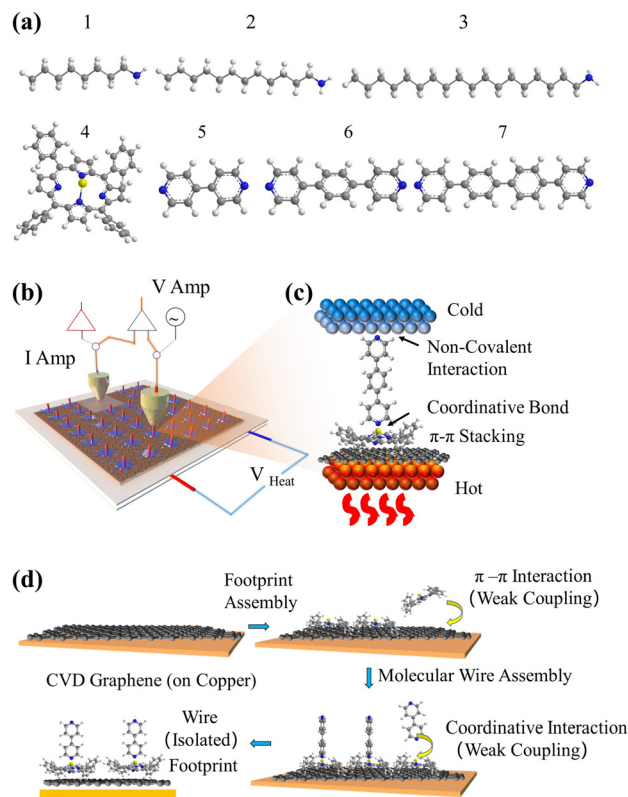 (a)
1 2 3
4 5 6 7
(b)
V Amp
I Amp
~
V Heat
(c)
Cold
Non-Covalent
Interaction
Coordinative Bond
π-π Stacking
Hot
(d)
Footprint
Assembly
π –π Interaction
(Weak Coupling)
CVD Graphene (on Copper)
Molecular Wire Assembly
Wire
(Isolated)
Footprint
Coordinative Interaction
(Weak Coupling)